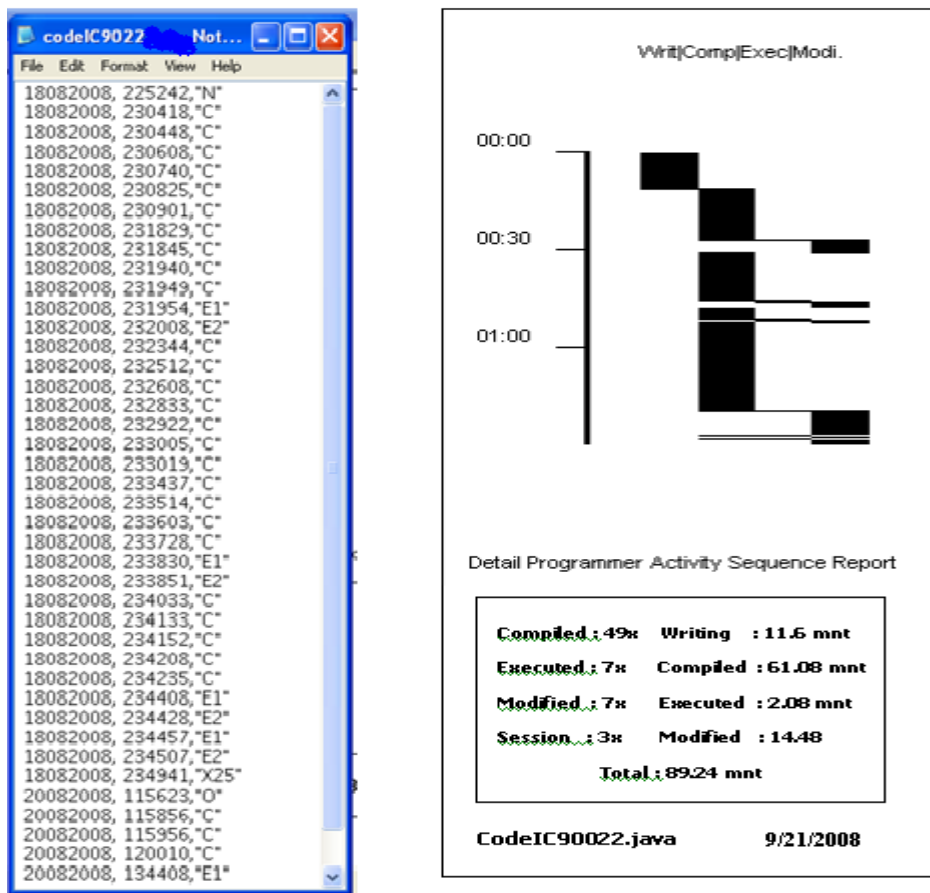 codeIC9022 Not...
File Edit Format View Help
18082008, 225242,"N"
18082008, 230418,"C"
18082008, 230448,"C"
18082008, 230608,"C"
18082008, 230740,"C"
18082008, 230825,"C"
18082008, 230901,"C"
18082008, 231829,"C"
18082008, 231845,"C"
18082008, 231940,"C"
18082008, 231949,"C"
18082008, 231954,"E1"
18082008, 232008,"E2"
18082008, 232344,"C"
18082008, 232512,"C"
18082008, 232608,"C"
18082008, 232833,"C"
18082008, 232922,"C"
18082008, 233005,"C"
18082008, 233019,"C"
18082008, 233437,"C"
18082008, 233514,"C"
18082008, 233603,"C"
18082008, 233728,"C"
18082008, 233830,"E1"
18082008, 233851,"E2"
18082008, 234033,"C"
18082008, 234133,"C"
18082008, 234152,"C"
18082008, 234208,"C"
18082008, 234235,"C"
18082008, 234408,"E1"
18082008, 234428,"E2"
18082008, 234457,"E1"
18082008, 234507,"E2"
18082008, 234941,"X25"
20082008, 115623,"O"
20082008, 115856,"C"
20082008, 115956,"C"
20082008, 120010,"C"
20082008, 134408,"E1"
Writ|Comp|Exec|Modi.
00:00
00:30
01:00
Detail Programmer Activity Sequence Report
Compiled : 49x Writing : 11.6 mnt
Executed : 7x Compiled : 61.08 mnt
Modified : 7x Executed : 2.08 mnt
Session : 3x Modified : 14.48
Total : 89.24 mnt
CodeIC90022.java 9/21/2008